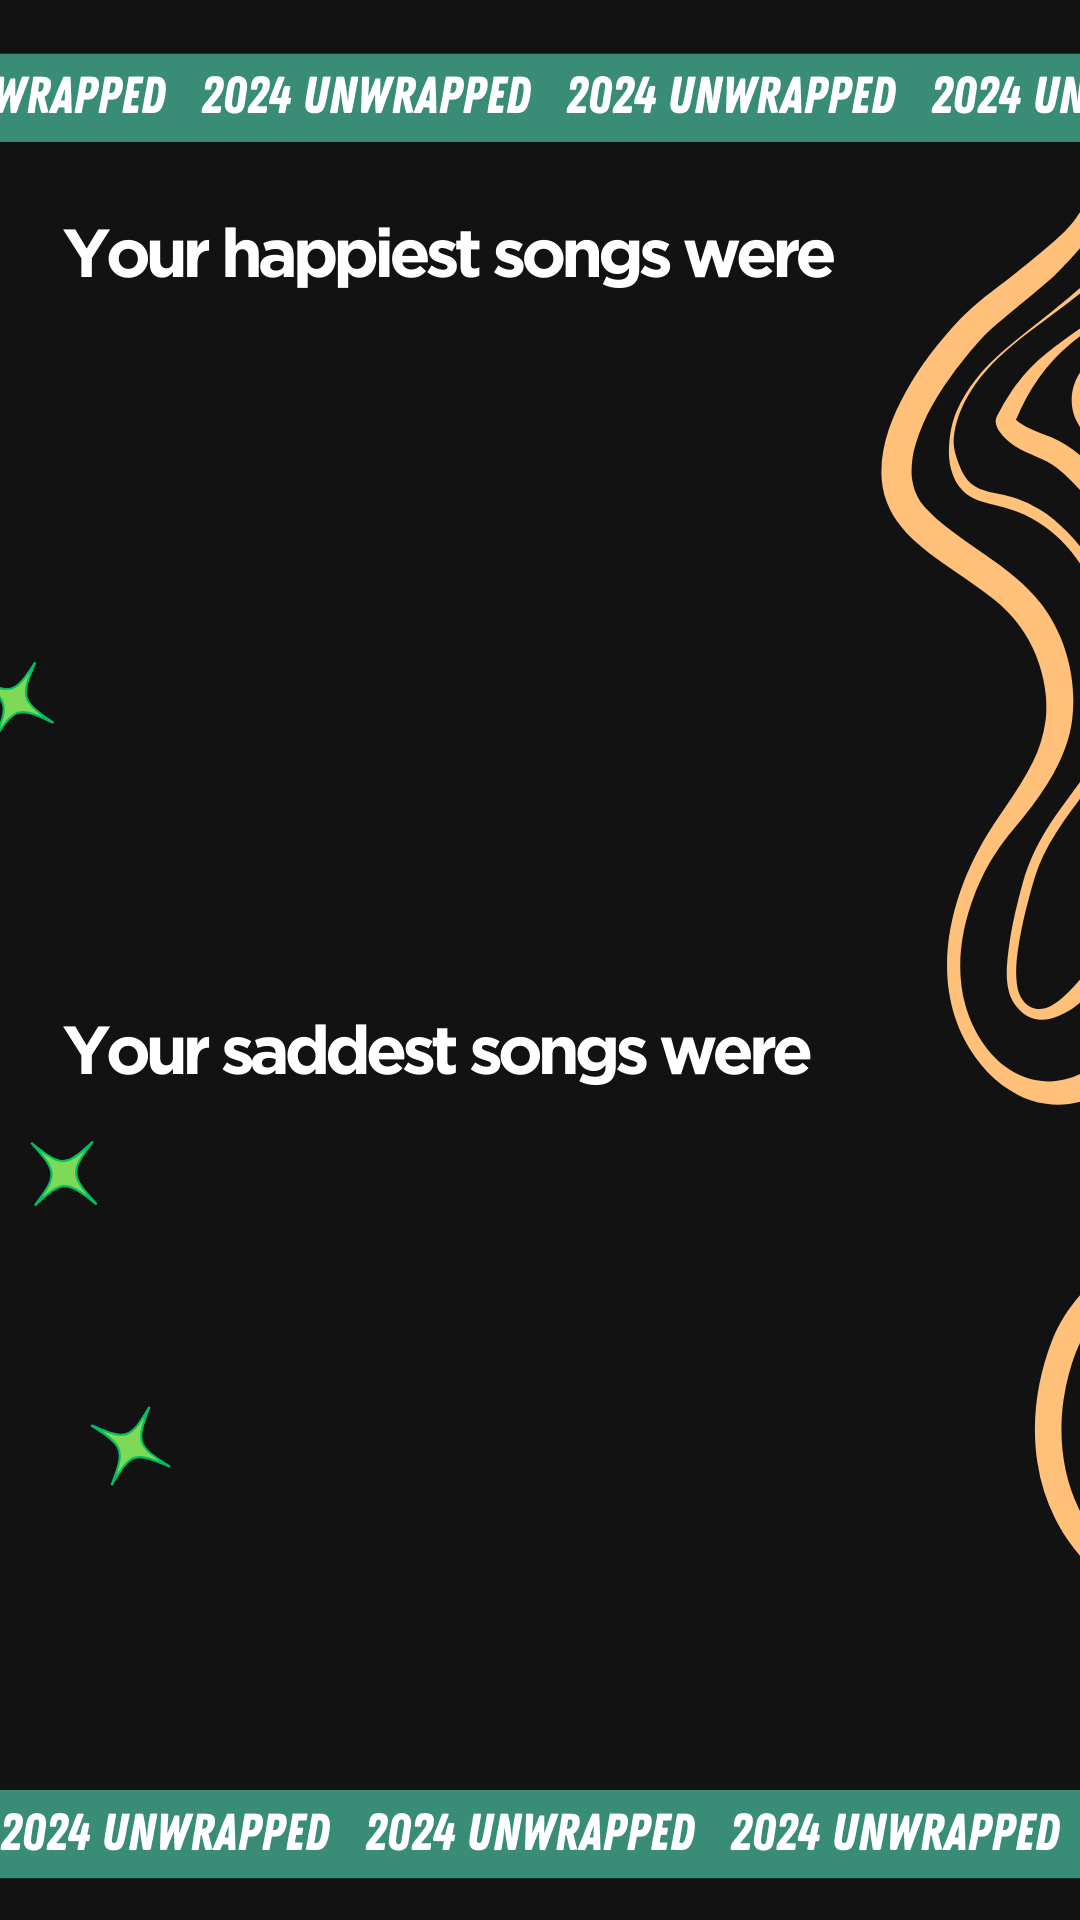 WRAPPED 2024 UNWRAPPED 2024 UNWRAPPED 2024 UN
Your happiest songs were
Your saddest songs were
2024 UNWRAPPED 2024 UNWRAPPED 2024 UNWRAPPED